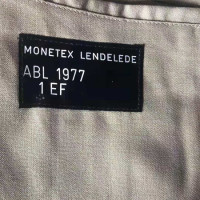 MONETEX LENDELEDE
ABL 1977
1 EF